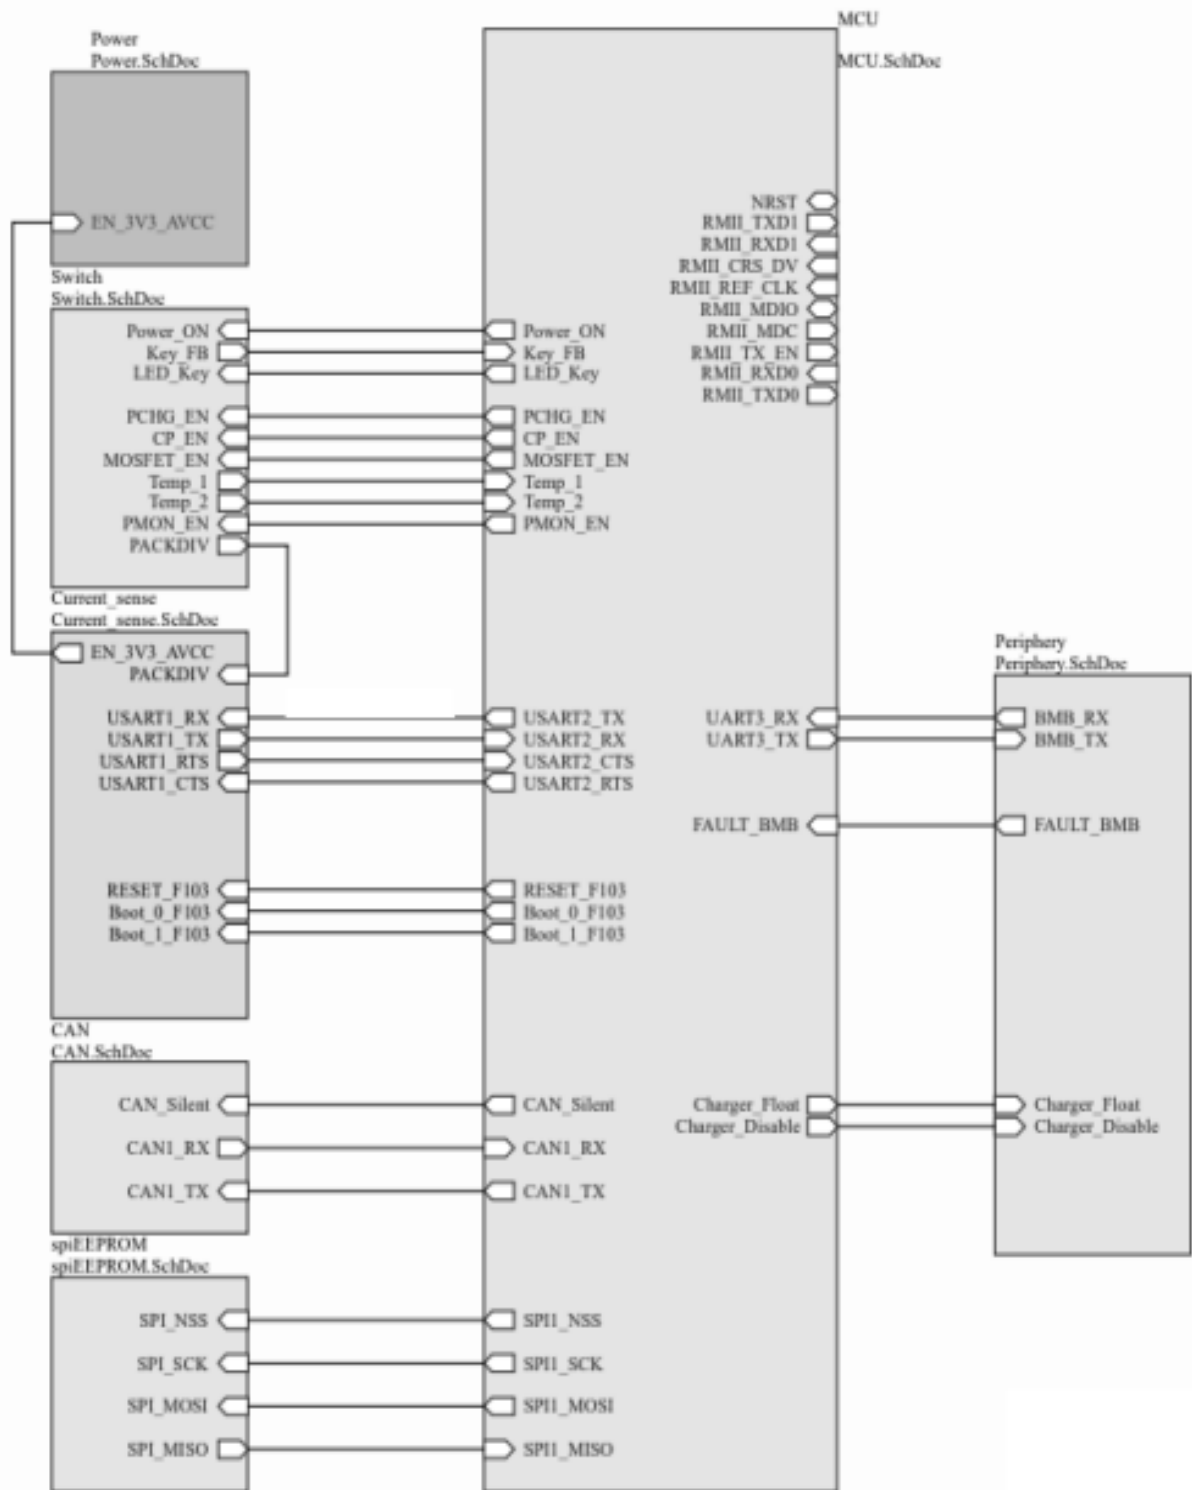 Power
Power.SchDoc
EN_3V3_AVCC
Switch
Switch.SchDoc
Power_ON
Key_FB
LED_Key
PCHG_EN
CP_EN
MOSFET_EN
Temp_1
Temp_2
PMON_EN
PACKDIV
Current_sense
Current_sense.SchDoc
EN_3V3_AVCC
PACKDIV
USART1_RX
USART1_TX
USART1_RTS
USART1_CTS
RESET_F103
Boot_0_F103
Boot_1_F103
CAN
CAN.SchDoc
CAN_Silent
CAN1_RX
CAN1_TX
spiEEPROM
spiEEPROM.SchDoc
SPI_NSS
SPI_SCK
SPI_MOSI
SPI_MISO
MCU
MCU.SchDoc
Power_ON
Key_FB
LED_Key
PCHG_EN
CP_EN
MOSFET_EN
Temp_1
Temp_2
PMON_EN
USART2_TX
USART2_RX
USART2_CTS
USART2_RTS
RESET_F103
Boot_0_F103
Boot_1_F103
CAN_Silent
CAN1_RX
CAN1_TX
SPI1_NSS
SPI1_SCK
SPI1_MOSI
SPI1_MISO
NRST
RMII_TXD1
RMII_RXD1
RMII_CRS_DV
RMII_REF_CLK
RMII_MDIO
RMII_MDC
RMII_TX_EN
RMII_RXD0
RMII_TXD0
UART3_RX
UART3_TX
FAULT_BMB
Charger_Float
Charger_Disable
Periphery
Periphery.SchDoc
BMB_RX
BMB_TX
FAULT_BMB
Charger_Float
Charger_Disable